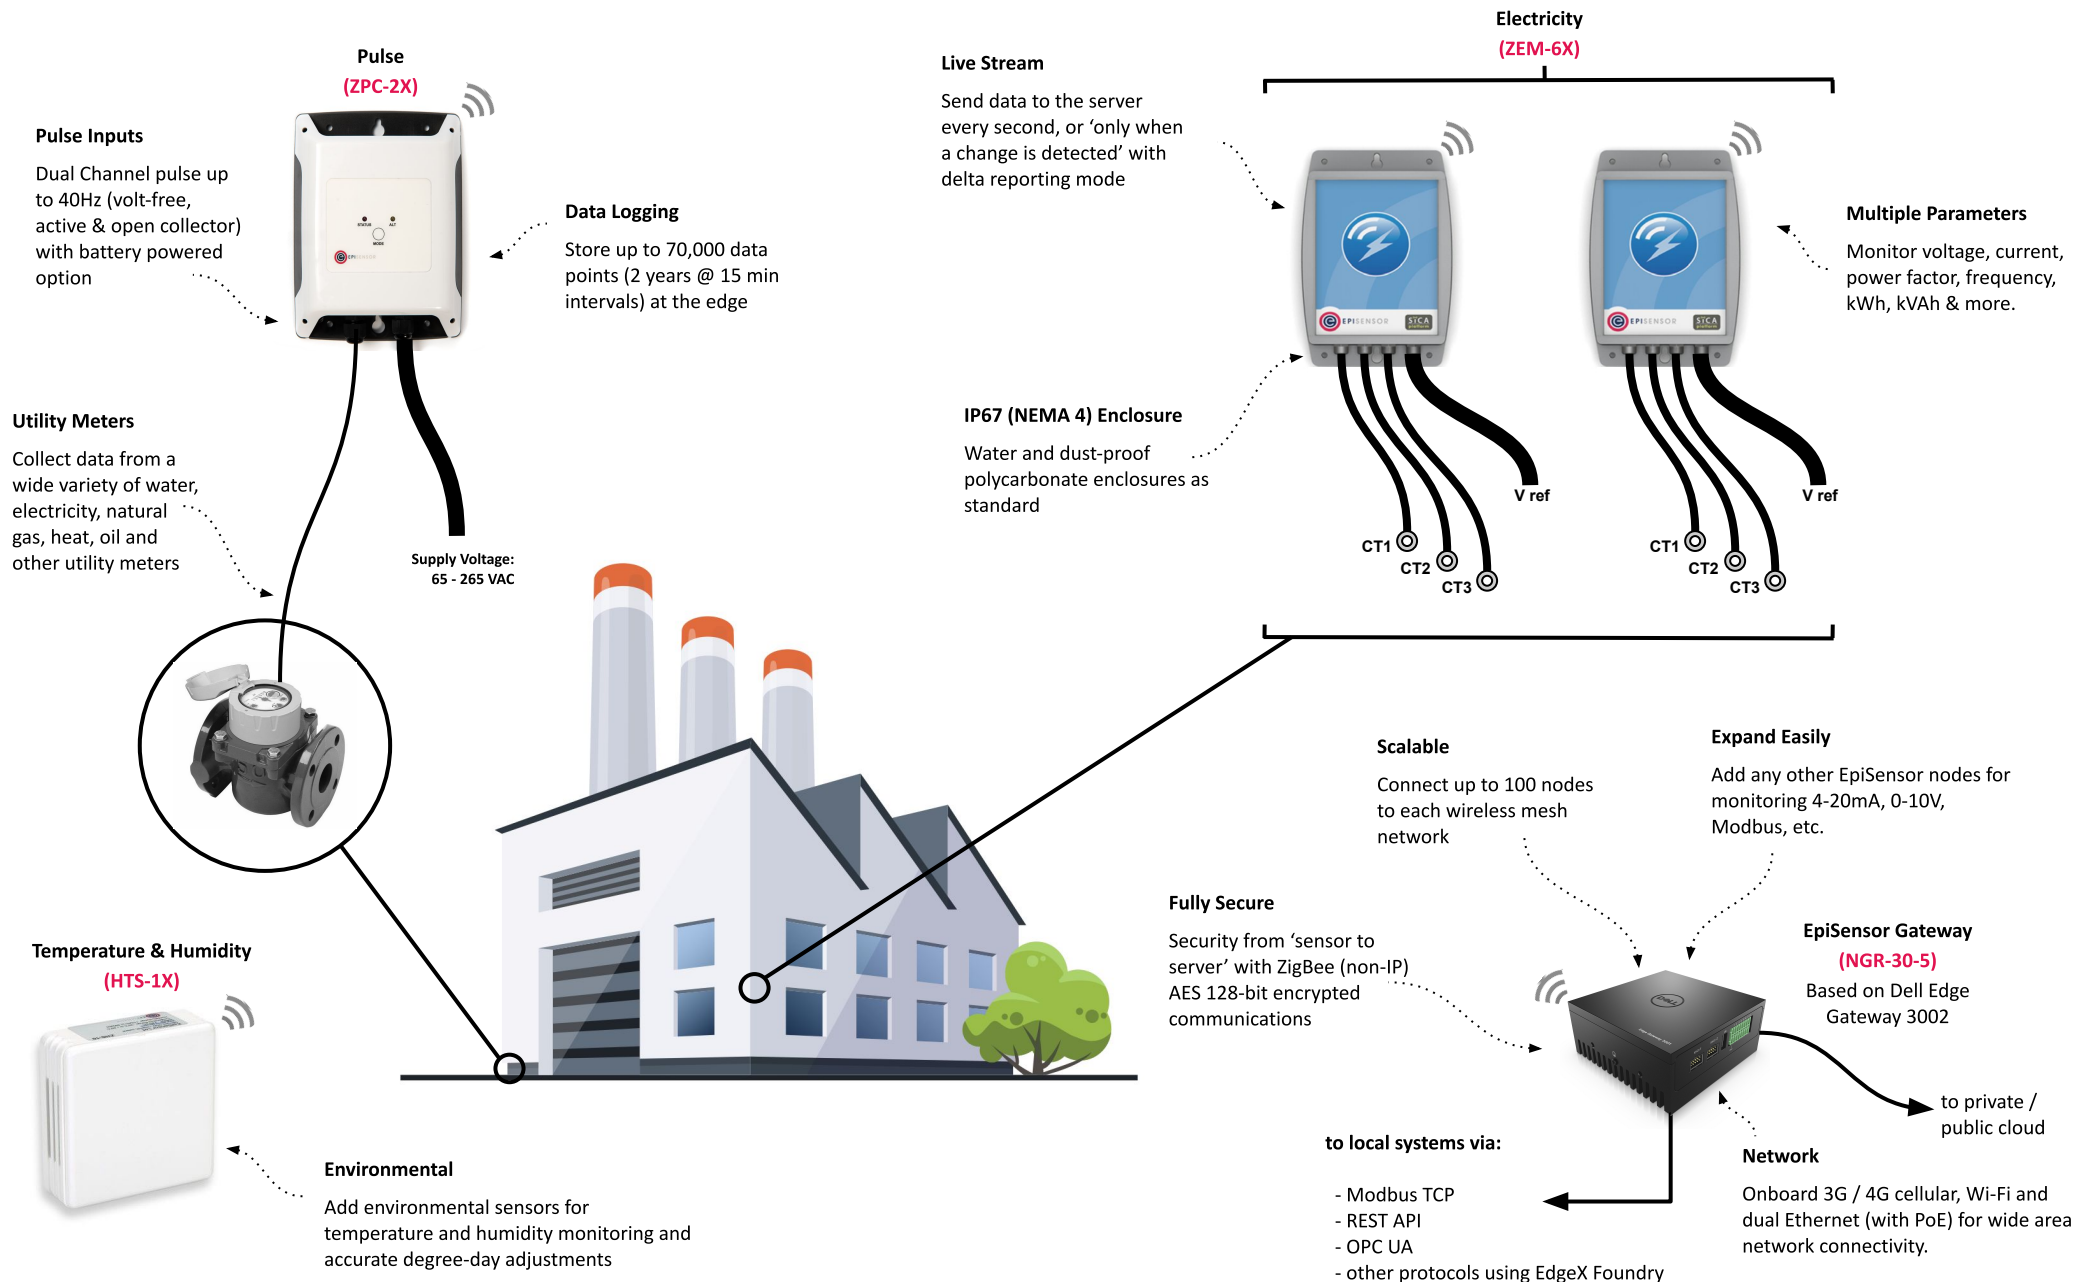 Pulse
(ZPC-2X)
Pulse Inputs
Dual Channel pulse up
to 40Hz (volt-free,
active & open collector)
with battery powered
option
STATUS
ALT
MODE
EPISENSOR
Data Logging
Store up to 70,000 data
points (2 years @ 15 min
intervals) at the edge
Utility Meters
Collect data from a
wide variety of water,
electricity, natural
gas, heat, oil and
other utility meters
Supply Voltage:
65 - 265 VAC
Electricity
(ZEM-6X)
Live Stream
Send data to the server
every second, or ‘only when
a change is detected’ with
delta reporting mode
EPISENSOR
SiCA
platform
EPISENSOR
SiCA
platform
Multiple Parameters
Monitor voltage, current,
power factor, frequency,
kWh, kVAh & more.
IP67 (NEMA 4) Enclosure
Water and dust-proof
polycarbonate enclosures as
standard
V ref
CT1
CT2
CT3
V ref
CT1
CT2
CT3
Temperature & Humidity
(HTS-1X)
Environmental
Add environmental sensors for
temperature and humidity monitoring and
accurate degree-day adjustments
Scalable
Connect up to 100 nodes
to each wireless mesh
network
Expand Easily
Add any other EpiSensor nodes for
monitoring 4-20mA, 0-10V,
Modbus, etc.
Fully Secure
Security from ‘sensor to
server’ with ZigBee (non-IP)
AES 128-bit encrypted
communications
EpiSensor Gateway
(NGR-30-5)
Based on Dell Edge
Gateway 3002
DELL
to private /
public cloud
to local systems via:
- Modbus TCP
- REST API
- OPC UA
- other protocols using EdgeX Foundry
Network
Onboard 3G / 4G cellular, Wi-Fi and
dual Ethernet (with PoE) for wide area
network connectivity.